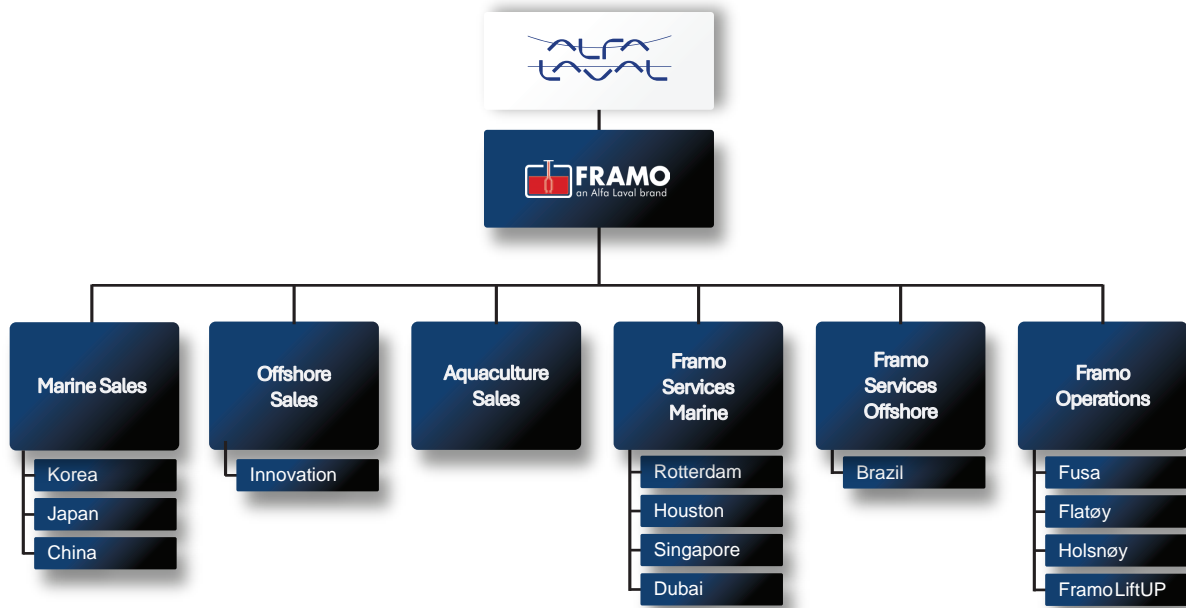 ALFA
LAVAL
FRAMO
an Alfa Laval brand
Marine Sales
Korea
Japan
China
Offshore
Sales
Innovation
Aquaculture
Sales
Framo
Services
Marine
Rotterdam
Houston
Singapore
Dubai
Framo
Services
Offshore
Brazil
Framo
Operations
Fusa
Flatøy
Holsnøy
Framo LiftUP